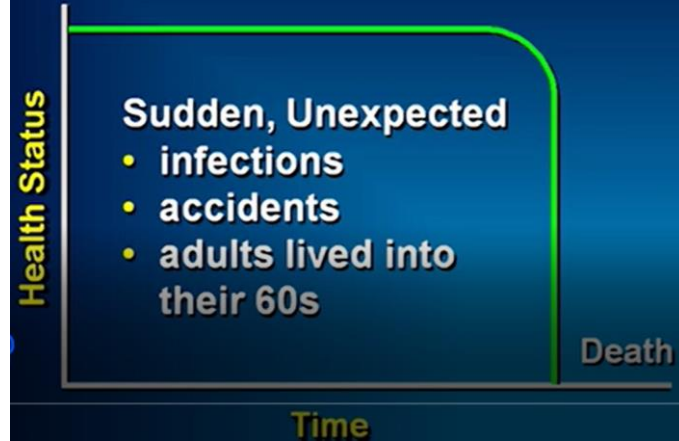 Health Status
Sudden, Unexpected
• infections
• accidents
• adults lived into
their 60s
Death
Time